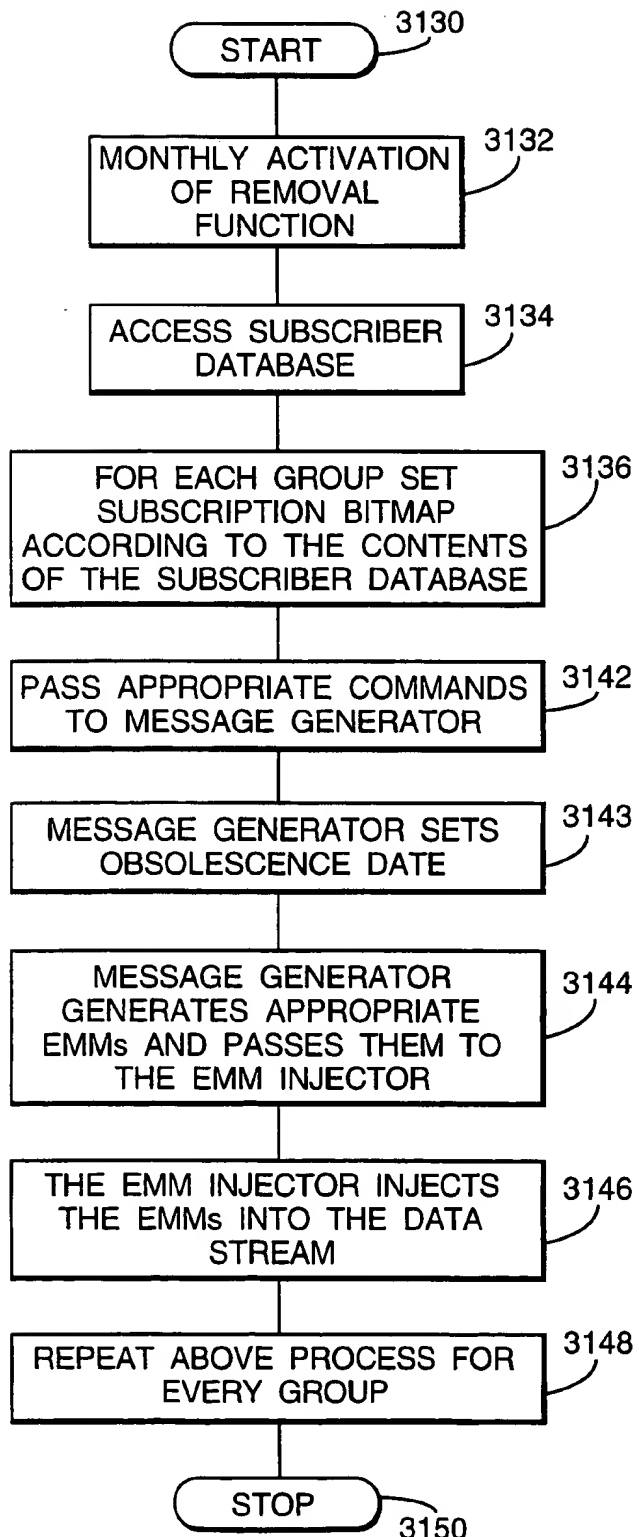 START
3130
MONTHLY ACTIVATION
OF REMOVAL
FUNCTION
3132
ACCESS SUBSCRIBER
DATABASE
3134
FOR EACH GROUP SET
SUBSCRIPTION BITMAP
ACCORDING TO THE CONTENTS
OF THE SUBSCRIBER DATABASE
3136
PASS APPROPRIATE COMMANDS
TO MESSAGE GENERATOR
3142
MESSAGE GENERATOR SETS
OBSOLESCENCE DATE
3143
MESSAGE GENERATOR
GENERATES APPROPRIATE
EMMs AND PASSES THEM TO
THE EMM INJECTOR
3144
THE EMM INJECTOR INJECTS
THE EMMs INTO THE DATA
STREAM
3146
REPEAT ABOVE PROCESS FOR
EVERY GROUP
3148
STOP
3150